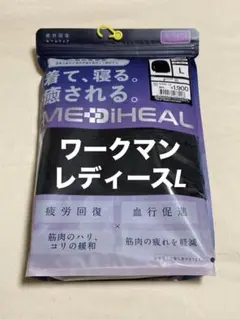 着て、寝る。
癒される。
L
1,900
MEDiHEAL
ワークマン
レディースL
疲労回復
×
血行促進
筋肉のハリ、
コリの緩和
筋肉の疲れを軽減